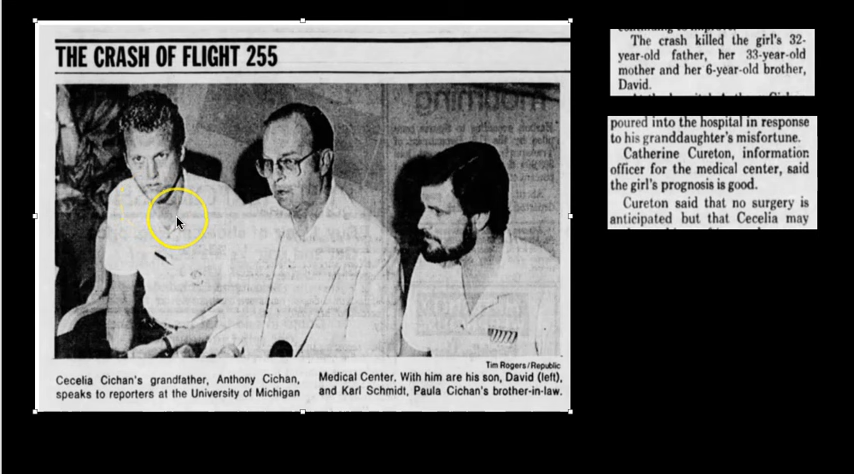 THE CRASH OF FLIGHT 255
Tim Rogers/Republic
Cecelia Cichan's grandfather, Anthony Cichan,
speaks to reporters at the University of Michigan
Medical Center. With him are his son, David (left),
and Karl Schmidt, Paula Cichan's brother-in-law.
The crash killed the girl's 32-
year-old father, her 33-year-old
mother and her 6-year-old brother,
David.
poured into the hospital in response
to his granddaughter's misfortune.
Catherine Cureton, information
officer for the medical center, said
the girl's prognosis is good.
Cureton said that no surgery is
anticipated but that Cecelia may